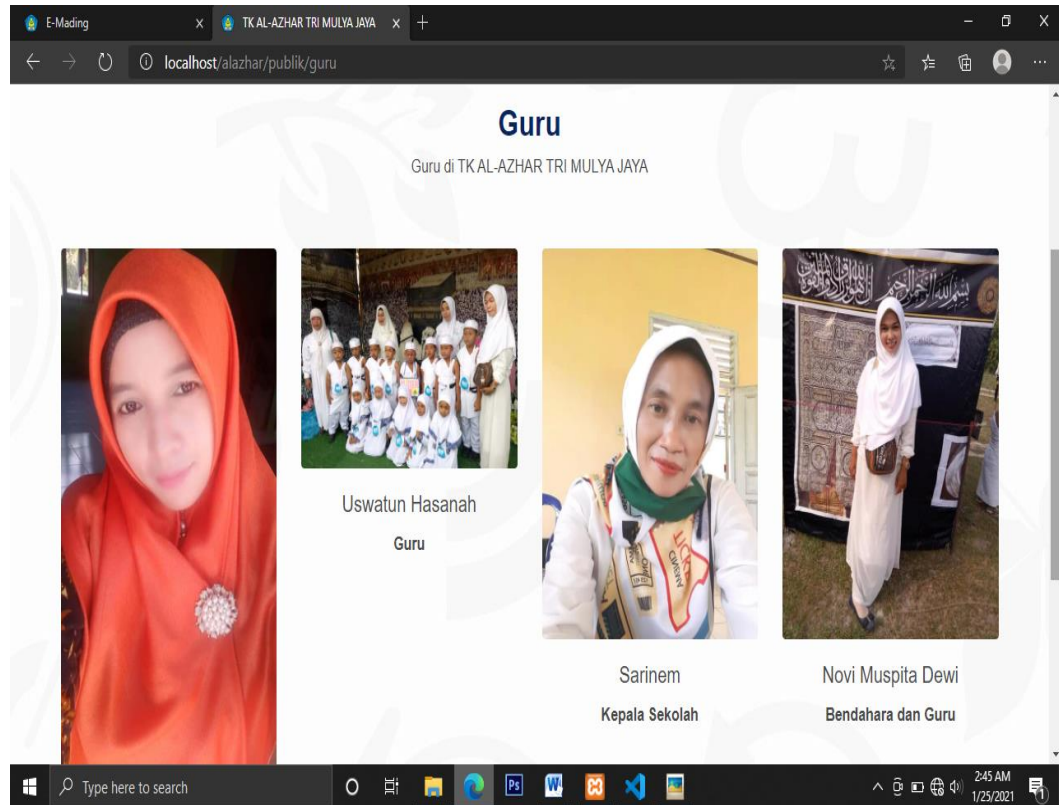 E-Mading
TK AL-AZHAR TRI MULYA JAYA
localhost/alazhar/publik/guru
Guru
Guru di TK AL-AZHAR TRI MULYA JAYA
Uswatun Hasanah
Guru
Sarinem
Kepala Sekolah
Novi Muspita Dewi
Bendahara dan Guru
Type here to search
Ps
W
2:45 AM
1/25/2021
1